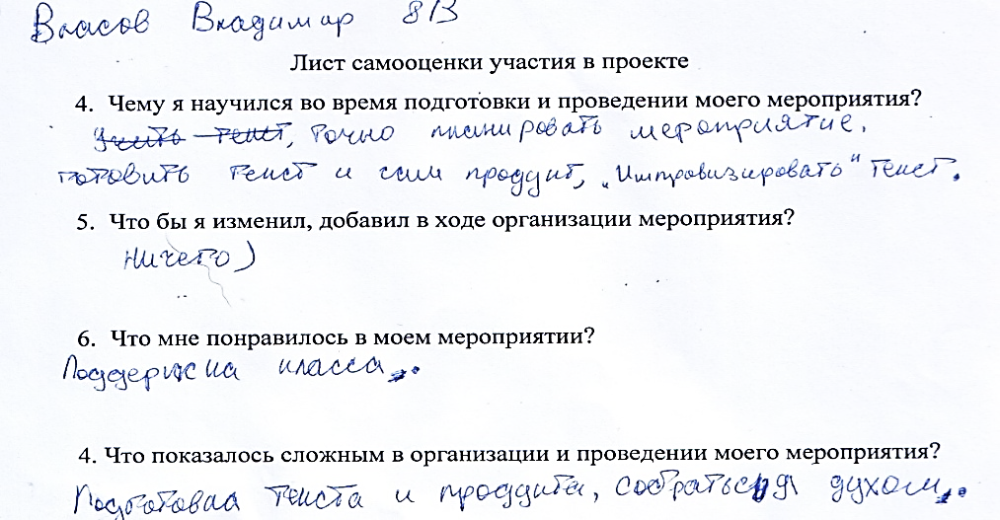 Власов Владимир 8В
Лист самооценки участия в проекте
4. Чему я научился во время подготовки и проведении моего мероприятия?
Учить текст, точно планировать мероприятие.
готовить текст и сам продукт, „Импровизировать" текст.
5. Что бы я изменил, добавил в ходе организации мероприятия?
ничего)
6. Что мне понравилось в моем мероприятии?
Поддержка класса,.
4. Что показалось сложным в организации и проведении моего мероприятия?
Подготовка текста и продукта, собраться духом,.